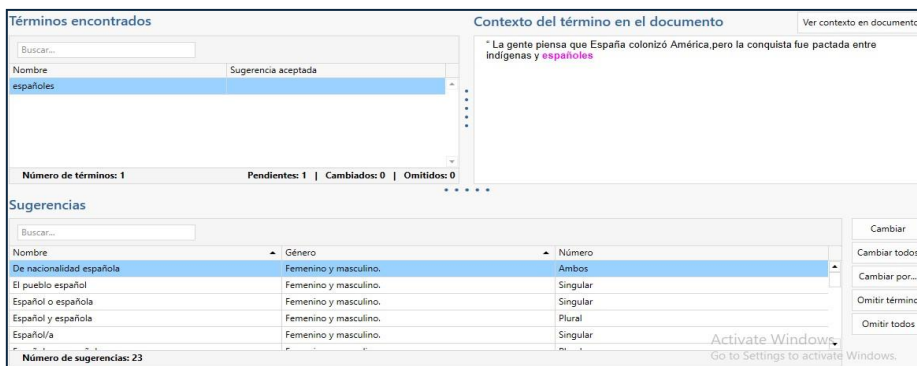 Términos encontrados
Buscar...
Nombre Sugerencia aceptada
españoles
Número de términos: 1 Pendientes: 1 | Cambiados: 0 | Omitidos: 0
Contexto del término en el documento
Ver contexto en documento
" La gente piensa que España colonizó América,pero la conquista fue pactada entre
indígenas y españoles
Sugerencias
Buscar...
Nombre Género Número
De nacionalidad española Femenino y masculino. Ambos
El pueblo español Femenino y masculino. Singular
Español o española Femenino y masculino. Singular
Español y española Femenino y masculino. Plural
Español/a Femenino y masculino. Singular
Número de sugerencias: 23
Cambiar
Cambiar todos
Cambiar por...
Omitir término
Omitir todos
Activate Windows
Go to Settings to activate Windows.